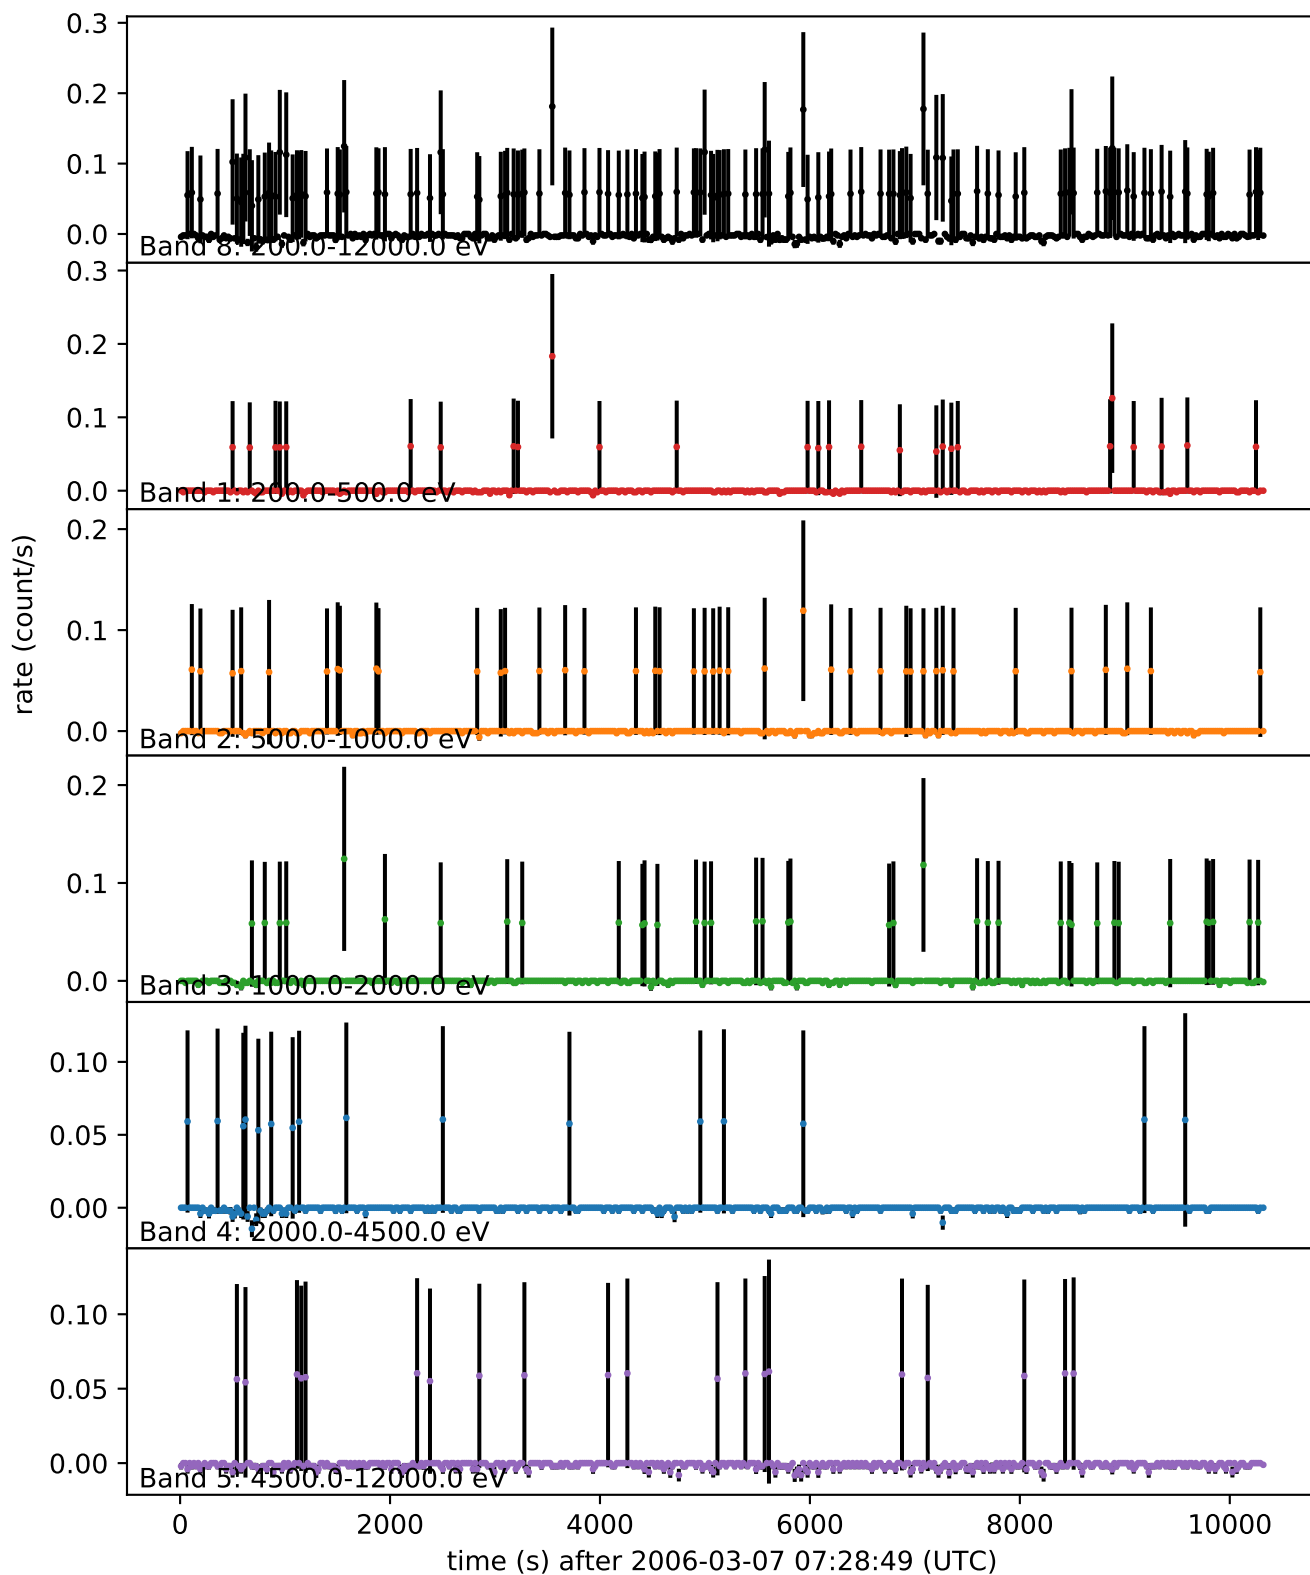 0.3
0.2
0.1
0.0
Band 8: 200.0-12000.0 eV
0.3
0.2
0.1
0.0
Band 1: 200.0-500.0 eV
0.2
0.1
0.0
Band 2: 500.0-1000.0 eV
rate (count/s)
0.2
0.1
0.0
Band 3: 1000.0-2000.0 eV
0.10
0.05
0.00
Band 4: 2000.0-4500.0 eV
0.10
0.05
0.00
Band 5: 4500.0-12000.0 eV
0 2000 4000 6000 8000 10000
time (s) after 2006-03-07 07:28:49 (UTC)